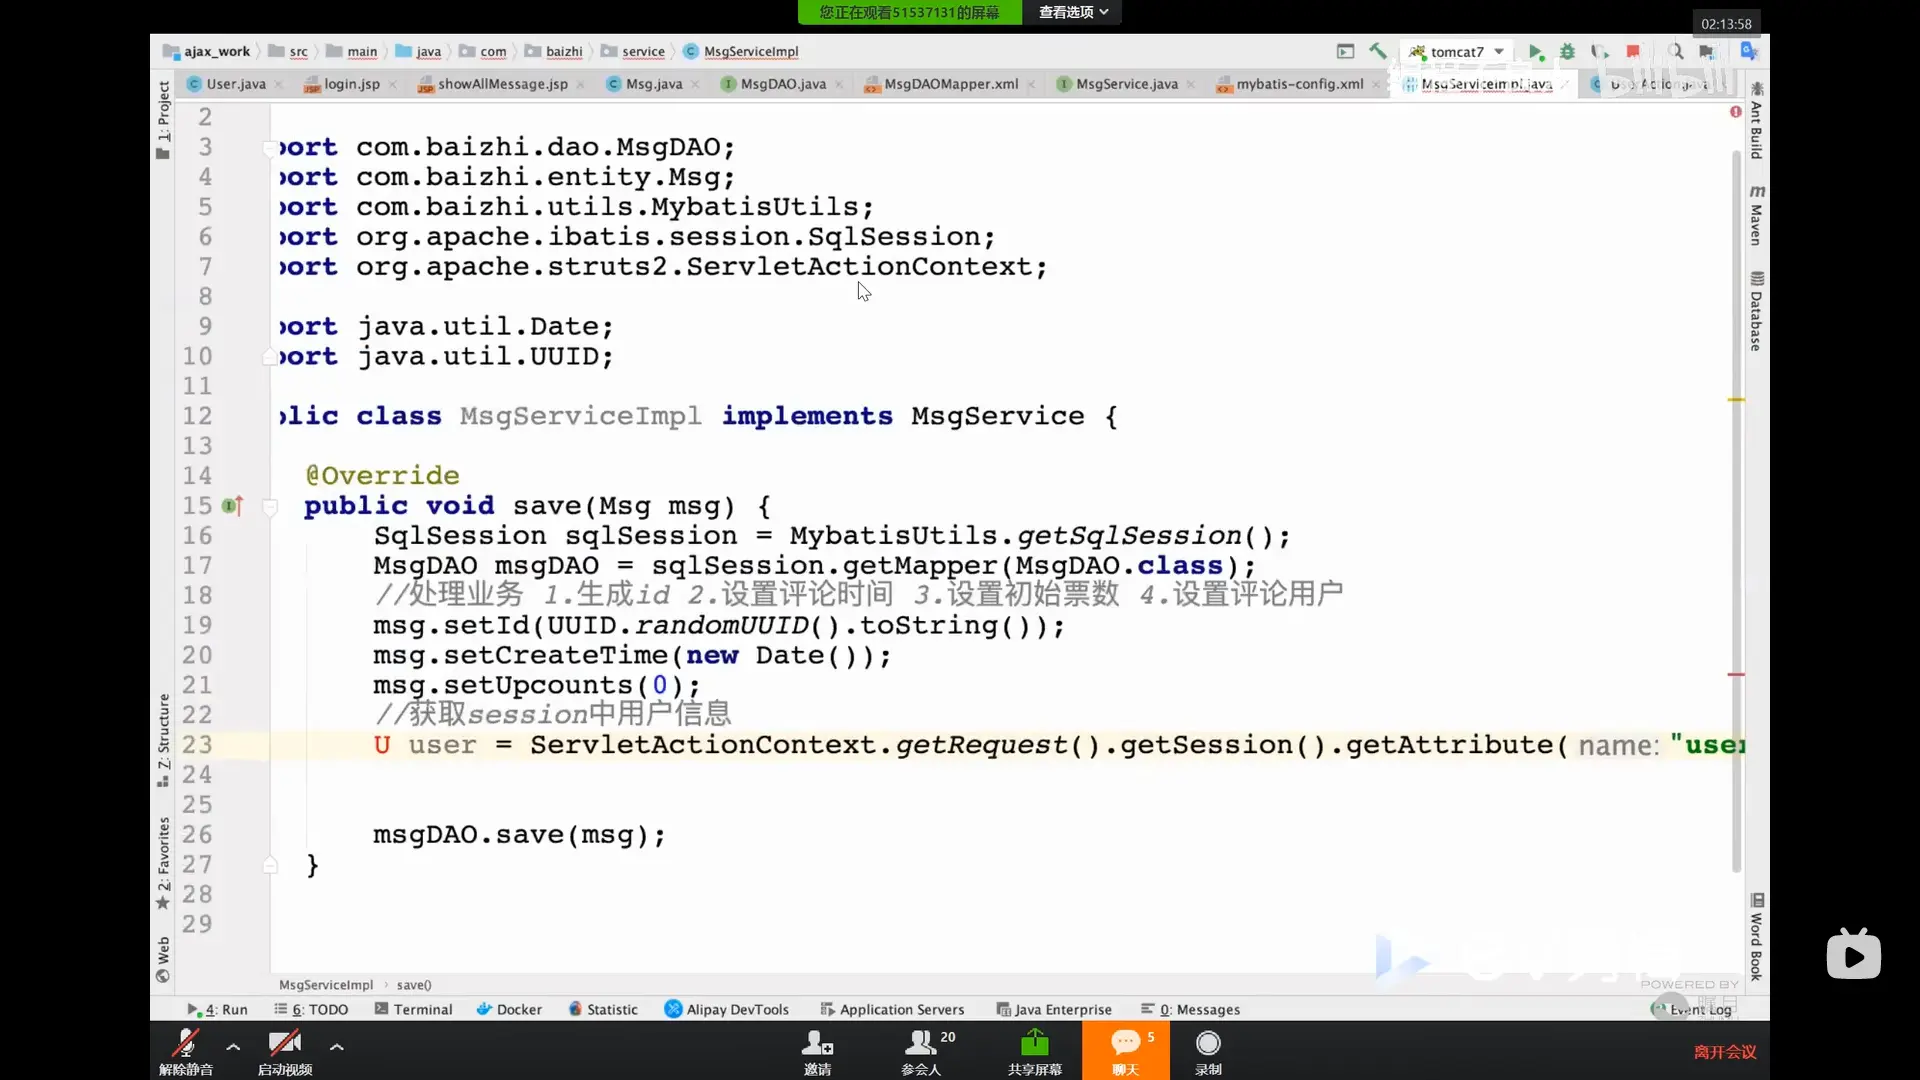 您正在观看51537131的屏幕 查看选项
02:13:58
ajax_work src main java com baizhi service MsgServiceImpl
tomcat7
User.java login.jsp showAllMessage.jsp Msg.java MsgDAO.java MsgDAOMapper.xml MsgService.java mybatis-config.xml MsgServiceImpl.java UserAction.java
1: Project
Z: Structure
2: Favorites
Web
Ant Build
Maven
Database
Word Book
2
3 port com.baizhi.dao.MsgDAO;
4 port com.baizhi.entity.Msg;
5 port com.baizhi.utils.MybatisUtils;
6 port org.apache.ibatis.session.SqlSession;
7 port org.apache.struts2.ServletActionContext;
8
9 port java.util.Date;
10 port java.util.UUID;
11
12 blic class MsgServiceImpl implements MsgService {
13
14 @Override
15 public void save(Msg msg) {
16 SqlSession sqlSession = MybatisUtils.getSqlSession();
17 MsgDAO msgDAO = sqlSession.getMapper(MsgDAO.class);
18 //处理业务 1.生成id 2.设置评论时间 3.设置初始票数 4.设置评论用户
19 msg.setId(UUID.randomUUID().toString());
20 msg.setCreateTime(new Date());
21 msg.setUpcounts(0);
22 //获取session中用户信息
23 U user = ServletActionContext.getRequest().getSession().getAttribute( name: "user
24
25
26 msgDAO.save(msg);
27 }
28
29
POWERED BY
MsgServiceImpl save()
4: Run 6: TODO Terminal Docker Statistic Alipay DevTools Application Servers Java Enterprise 0: Messages Event Log
20 5
解除静音 启动视频 邀请 参会人 共享屏幕 聊天 录制 离开会议